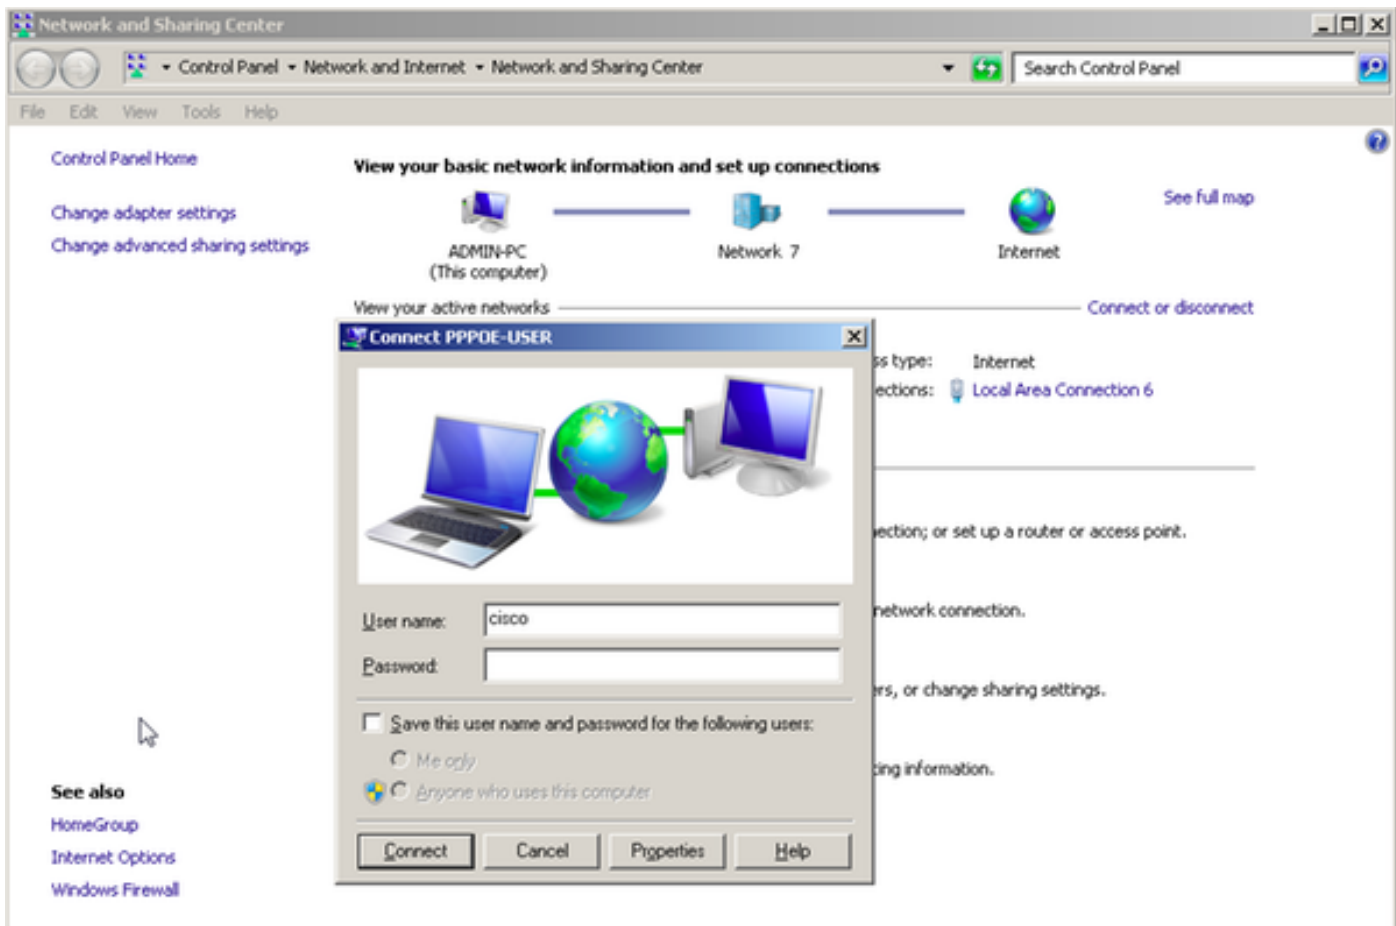 Network and Sharing Center
Control Panel Network and Internet Network and Sharing Center
Search Control Panel
File Edit View Tools Help
Control Panel Home
Change adapter settings
Change advanced sharing settings
View your basic network information and set up connections
See full map
ADMIN-PC
(This computer)
Network 7
Internet
View your active networks
Connect or disconnect
Connect PPPOE-USER
ss type: Internet
ections: Local Area Connection 6
ection; or set up a router or access point.
User name: cisco
network connection.
Password:
rs, or change sharing settings.
Save this user name and password for the following users:
Me only
ting information.
Anyone who uses this computer
Connect Cancel Properties Help
See also
HomeGroup
Internet Options
Windows Firewall